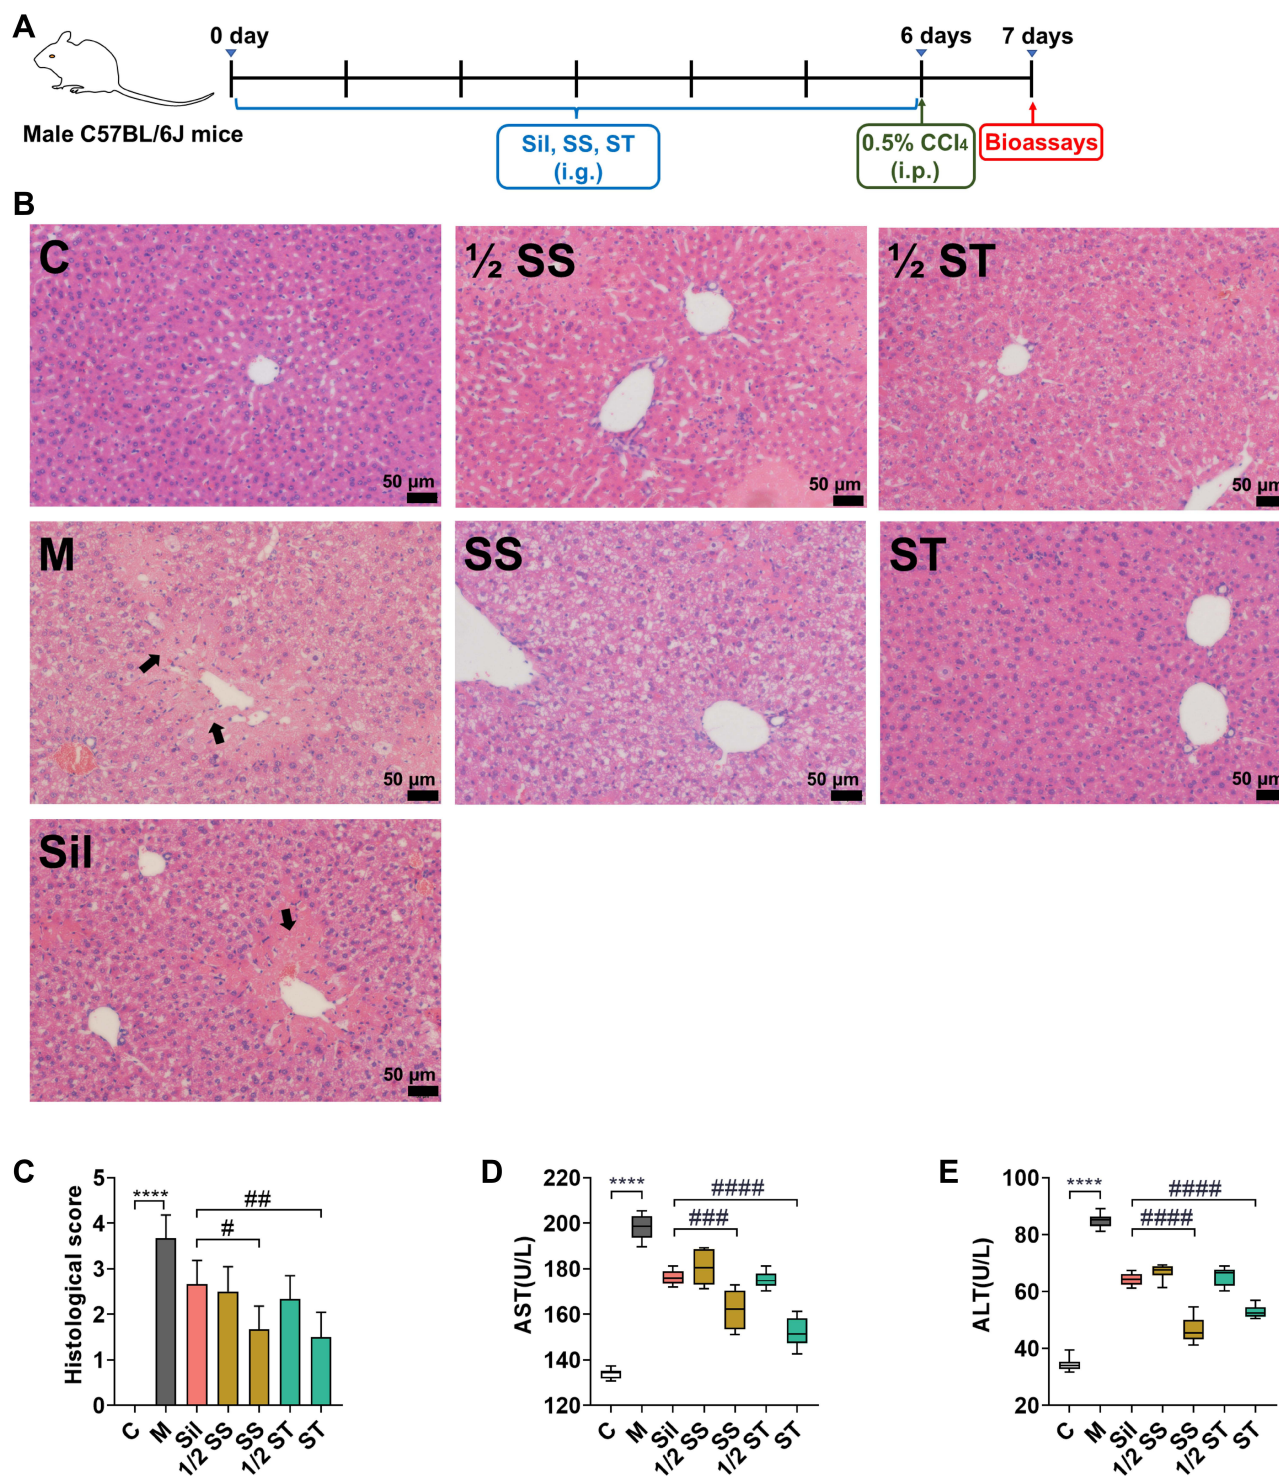 A
0 day
6 days
7 days
Male C57BL/6J mice
Sil, SS, ST
(i.g.)
0.5% CCl₄
(i.p.)
Bioassays
B
C
50 µm
½ SS
50 µm
½ ST
50 µm
M
50 µm
SS
50 µm
ST
50 µm
Sil
50 µm
C
Histological score
5
4
3
2
1
0
****
#
##
C
M
Sil
1/2 SS
SS
1/2 ST
ST
D
AST(U/L)
220
200
180
160
140
120
****
###
####
C
M
Sil
1/2 SS
SS
1/2 ST
ST
E
ALT(U/L)
100
80
60
40
20
****
####
####
C
M
Sil
1/2 SS
SS
1/2 ST
ST